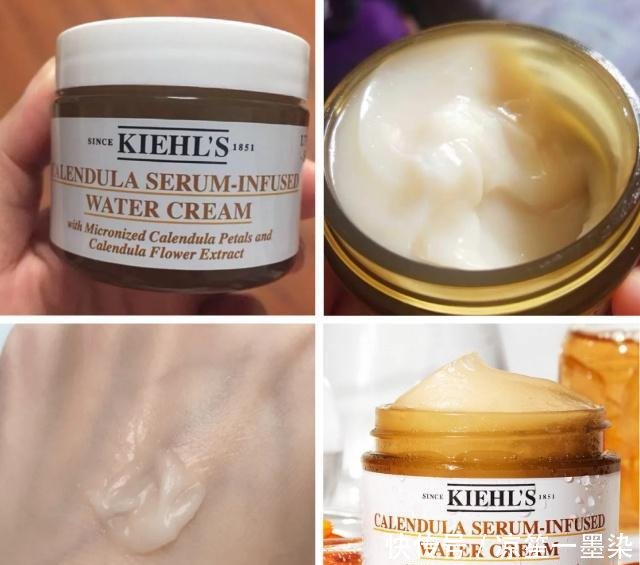 SINCE KIEHL'S 1851
CALENDULA SERUM-INFUSED
WATER CREAM
with Micronized Calendula Petals and
Calendula Flower Extract
SINCE KIEHL'S 1851
CALENDULA SERUM-INFUSED
WATER CREAM